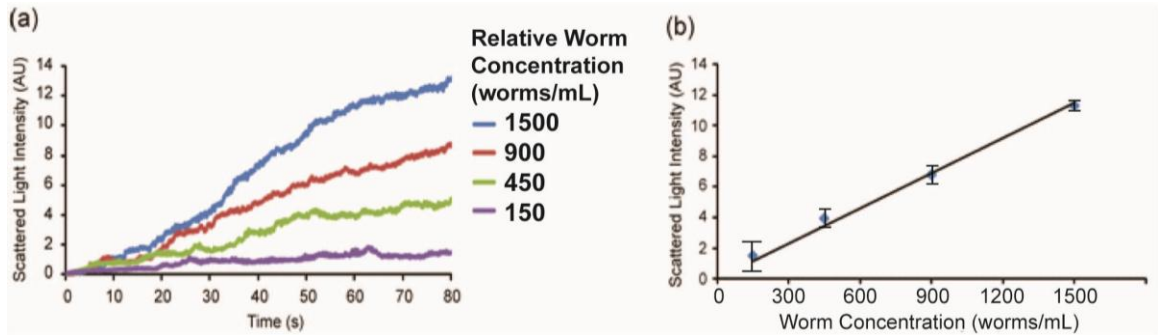 (a)
Scattered Light Intensity (AU)
14
12
10
8
6
4
2
0
0 10 20 30 40 50 60 70 80
Time (s)
Relative Worm
Concentration
(worms/mL)
1500
900
450
150
(b)
Scattered Light Intensity (AU)
14
12
10
8
6
4
2
0
0 300 600 900 1200 1500
Worm Concentration (worms/mL)